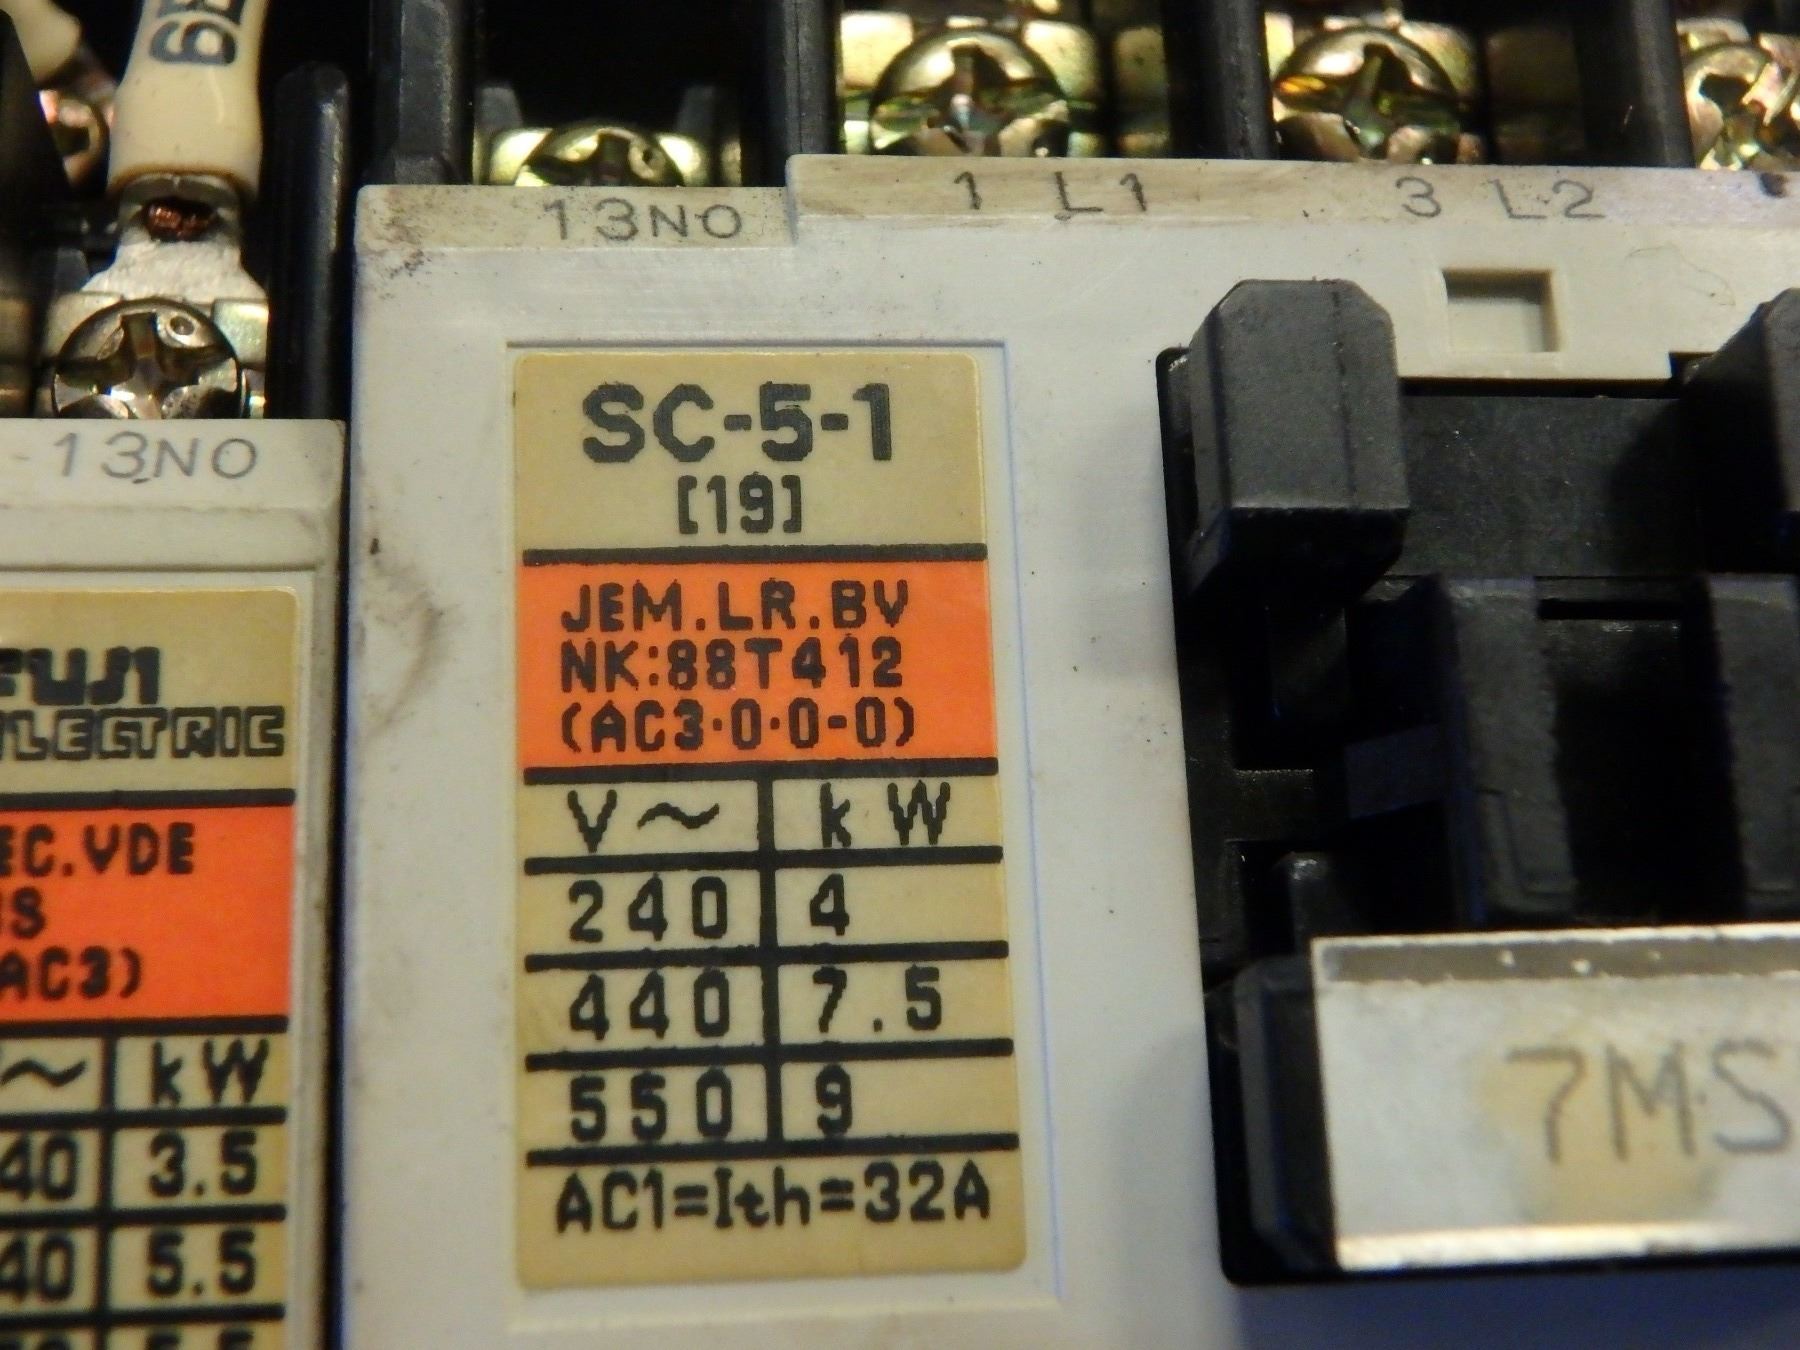 13NO
1 L1
3 L2
13NO
SC-5-1
[19]
JEM.LR.BV
NK:88T412
(AC3·0·0-0)
V~ kW
240 4
440 7.5
550 9
AC1=Ith=32A
FUJI
ELECTRIC
EC.VDE
AC3)
~ kW
40 3.5
40 5.5
7MS